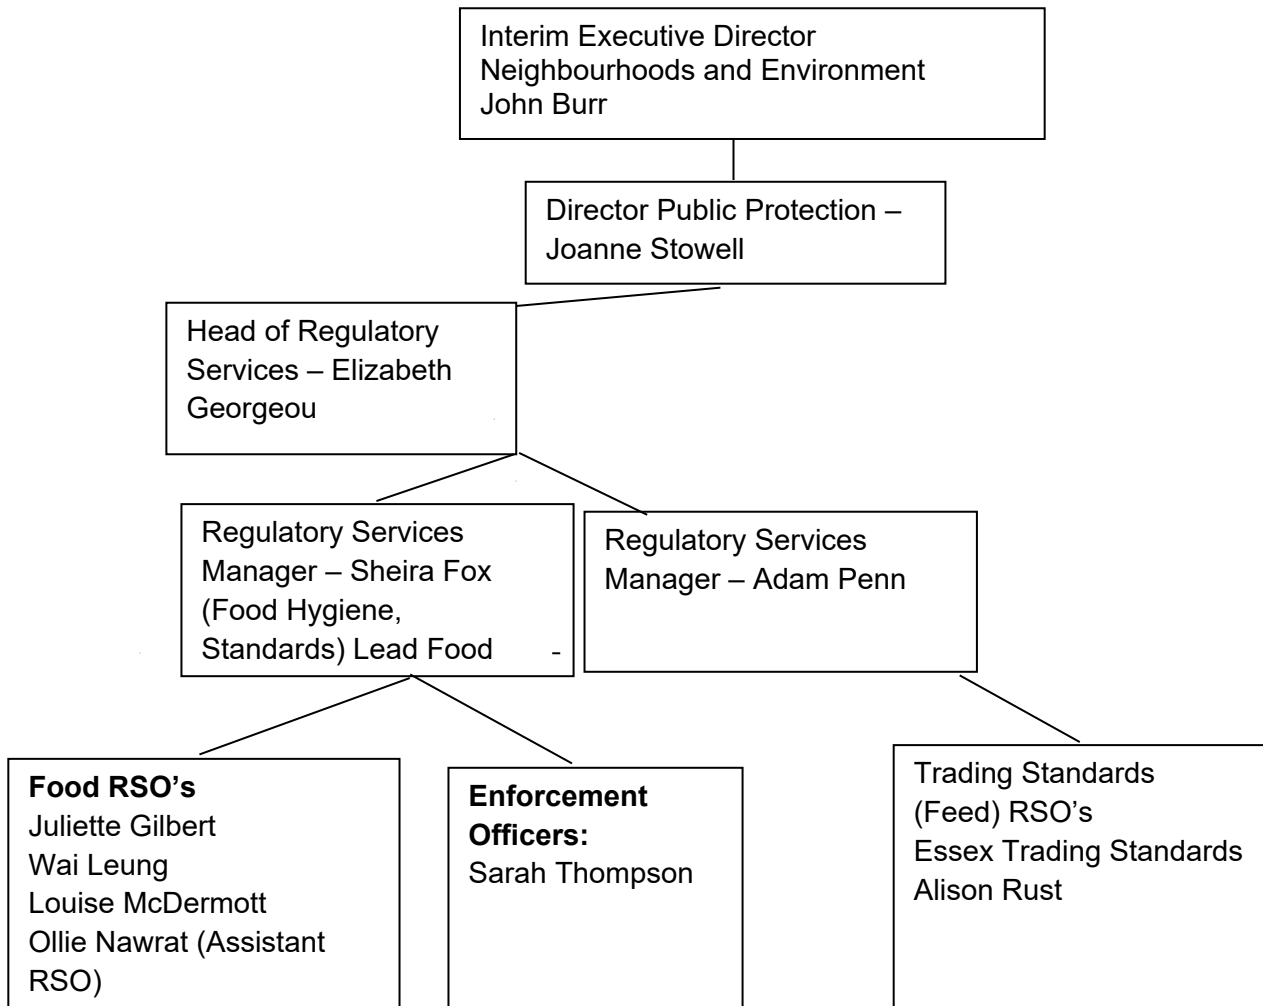 Interim Executive Director
Neighbourhoods and Environment
John Burr
Director Public Protection –
Joanne Stowell
Head of Regulatory
Services – Elizabeth
Georgeou
Regulatory Services
Manager – Sheira Fox
(Food Hygiene,
Standards) Lead Food -
Regulatory Services
Manager – Adam Penn
Food RSO’s
Juliette Gilbert
Wai Leung
Louise McDermott
Ollie Nawrat (Assistant
RSO)
Enforcement
Officers:
Sarah Thompson
Trading Standards
(Feed) RSO’s
Essex Trading Standards
Alison Rust